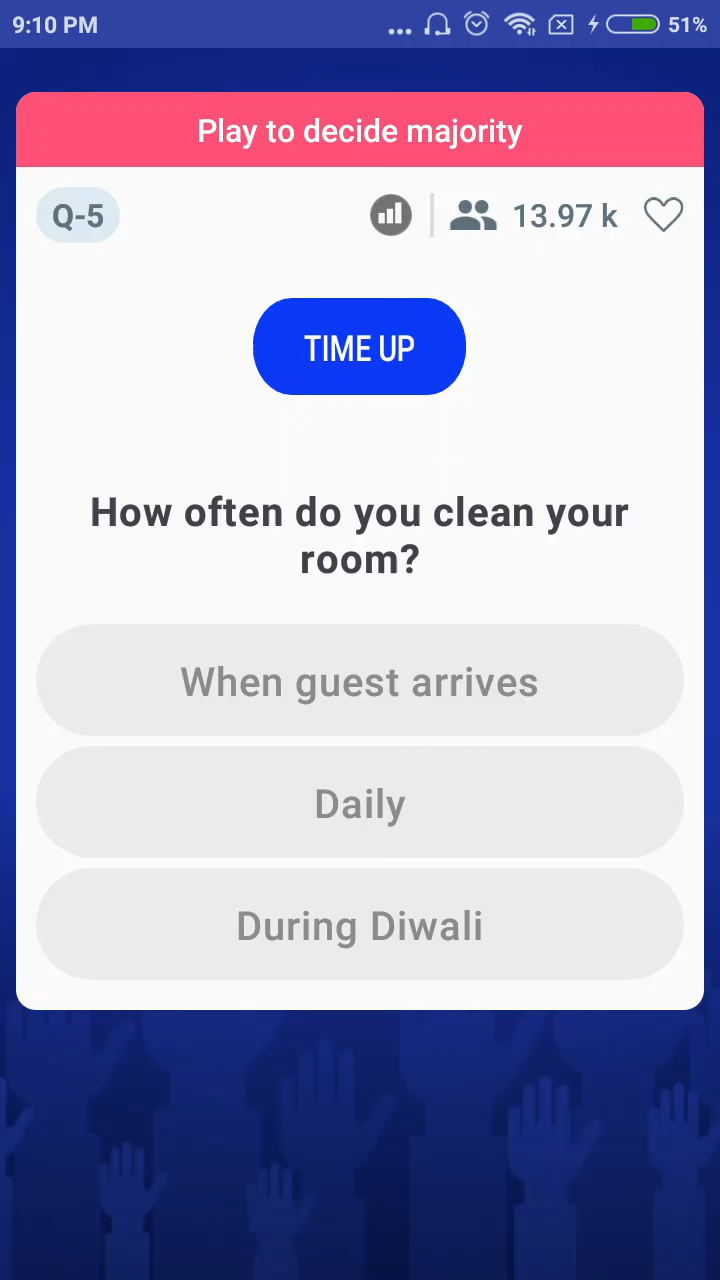 9:10 PM
51%
Play to decide majority
Q-5
13.97 k
TIME UP
How often do you clean your
room?
When guest arrives
Daily
During Diwali